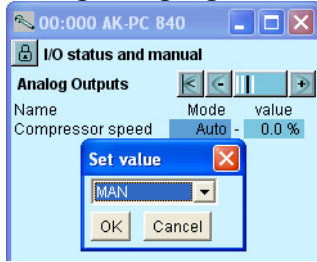 00:000 AK-PC 840
I/O status and manual
Analog Outputs
Name Mode value
Compressor speed Auto - 0.0 %
Set value
MAN
OK Cancel